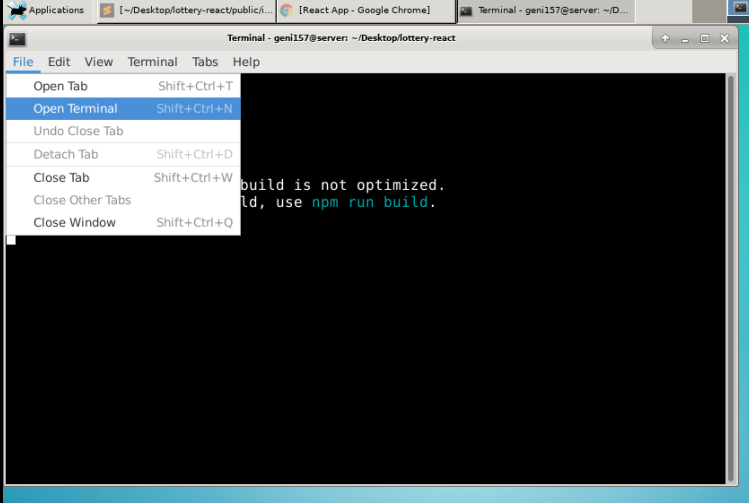 Applications
[~/Desktop/lottery-react/public/i...
[React App - Google Chrome]
Terminal - geni157@server: ~/D...
Terminal - geni157@server: ~/Desktop/lottery-react
File Edit View Terminal Tabs Help
Open Tab Shift+Ctrl+T
Open Terminal Shift+Ctrl+N
Undo Close Tab
Detach Tab Shift+Ctrl+D
Close Tab Shift+Ctrl+W
Close Other Tabs
Close Window Shift+Ctrl+Q
build is not optimized.
ld, use npm run build.